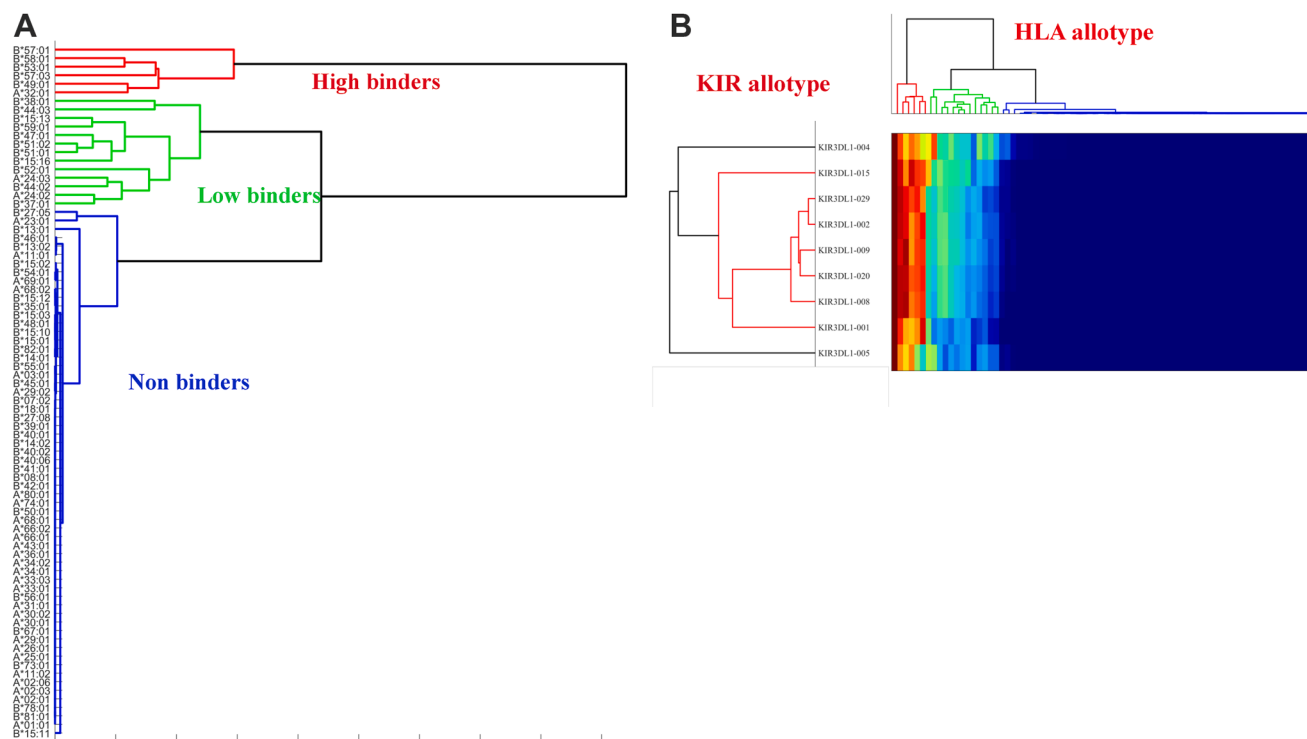 A
B*57:01
B*58:01
B*53:01
B*57:03
B*49:01
A*32:01
B*38:01
B*44:03
B*15:13
B*59:01
B*47:01
B*51:02
B*51:01
B*15:16
B*52:01
A*24:03
B*44:02
A*24:02
B*37:01
B*27:05
A*23:01
B*13:01
B*46:01
B*13:02
A*11:01
B*15:02
B*54:01
A*69:01
A*68:02
B*15:12
B*35:01
B*15:03
B*48:01
B*15:10
B*15:01
B*82:01
B*14:01
B*55:01
A*03:01
B*45:01
A*29:02
B*07:02
B*18:01
B*27:08
B*39:01
B*40:01
B*14:02
B*40:02
B*40:06
B*41:01
B*08:01
B*42:01
A*80:01
A*74:01
B*50:01
A*68:01
A*66:02
A*66:01
A*43:01
A*36:01
A*34:02
A*34:01
A*33:03
A*33:01
B*56:01
A*31:01
A*30:02
A*30:01
B*67:01
A*29:01
A*26:01
A*25:01
B*73:01
A*11:02
A*02:06
A*02:03
A*02:01
B*78:01
B*81:01
A*01:01
B*15:11
High binders
Low binders
Non binders
B
HLA allotype
KIR allotype
KIR3DL1-004
KIR3DL1-015
KIR3DL1-029
KIR3DL1-002
KIR3DL1-009
KIR3DL1-020
KIR3DL1-008
KIR3DL1-001
KIR3DL1-005